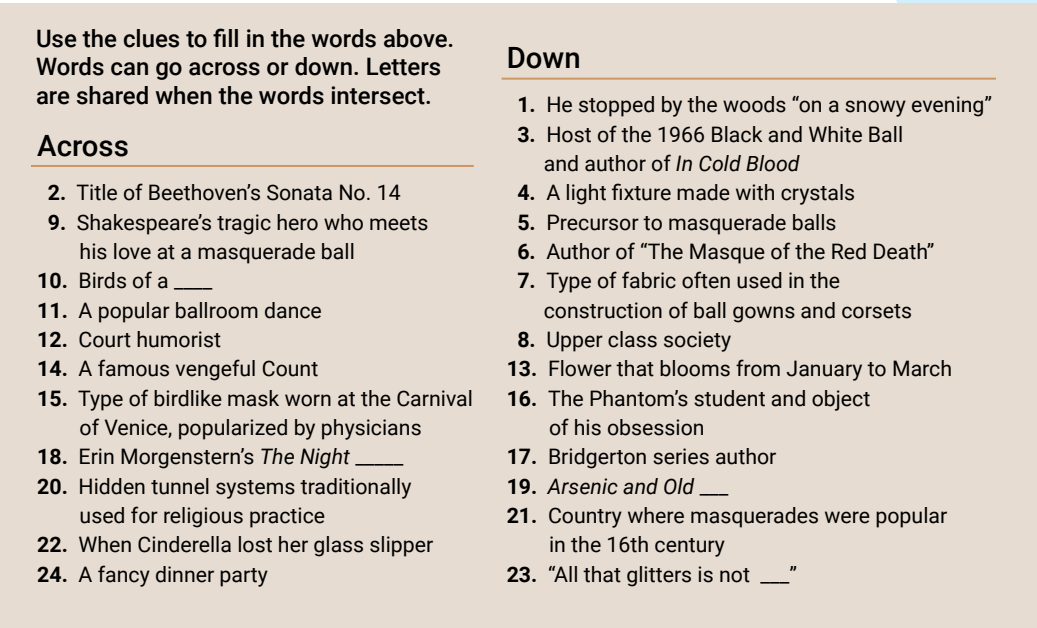 Use the clues to fill in the words above.
Words can go across or down. Letters
are shared when the words intersect.
Across
2. Title of Beethoven’s Sonata No. 14
9. Shakespeare’s tragic hero who meets
his love at a masquerade ball
10. Birds of a ____
11. A popular ballroom dance
12. Court humorist
14. A famous vengeful Count
15. Type of birdlike mask worn at the Carnival
of Venice, popularized by physicians
18. Erin Morgenstern’s The Night _____
20. Hidden tunnel systems traditionally
used for religious practice
22. When Cinderella lost her glass slipper
24. A fancy dinner party
Down
1. He stopped by the woods “on a snowy evening”
3. Host of the 1966 Black and White Ball
and author of In Cold Blood
4. A light fixture made with crystals
5. Precursor to masquerade balls
6. Author of “The Masque of the Red Death”
7. Type of fabric often used in the
construction of ball gowns and corsets
8. Upper class society
13. Flower that blooms from January to March
16. The Phantom’s student and object
of his obsession
17. Bridgerton series author
19. Arsenic and Old ___
21. Country where masquerades were popular
in the 16th century
23. “All that glitters is not ___”